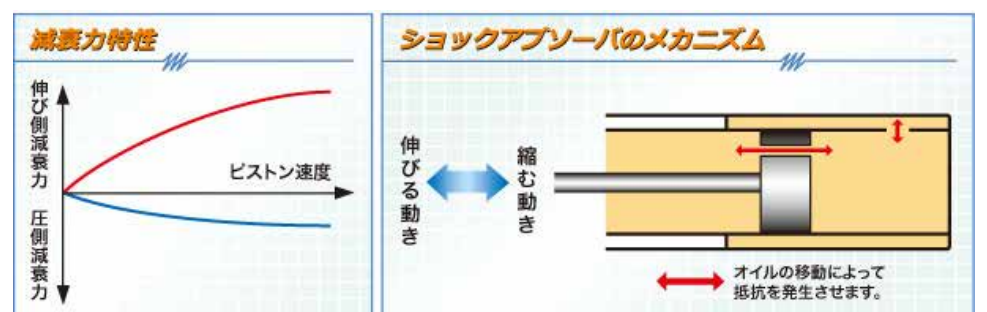 減衰力特性
伸び側減衰力
ピストン速度
圧側減衰力
ショックアブソーバのメカニズム
伸びる動き
縮む動き
オイルの移動によって
抵抗を発生させます。